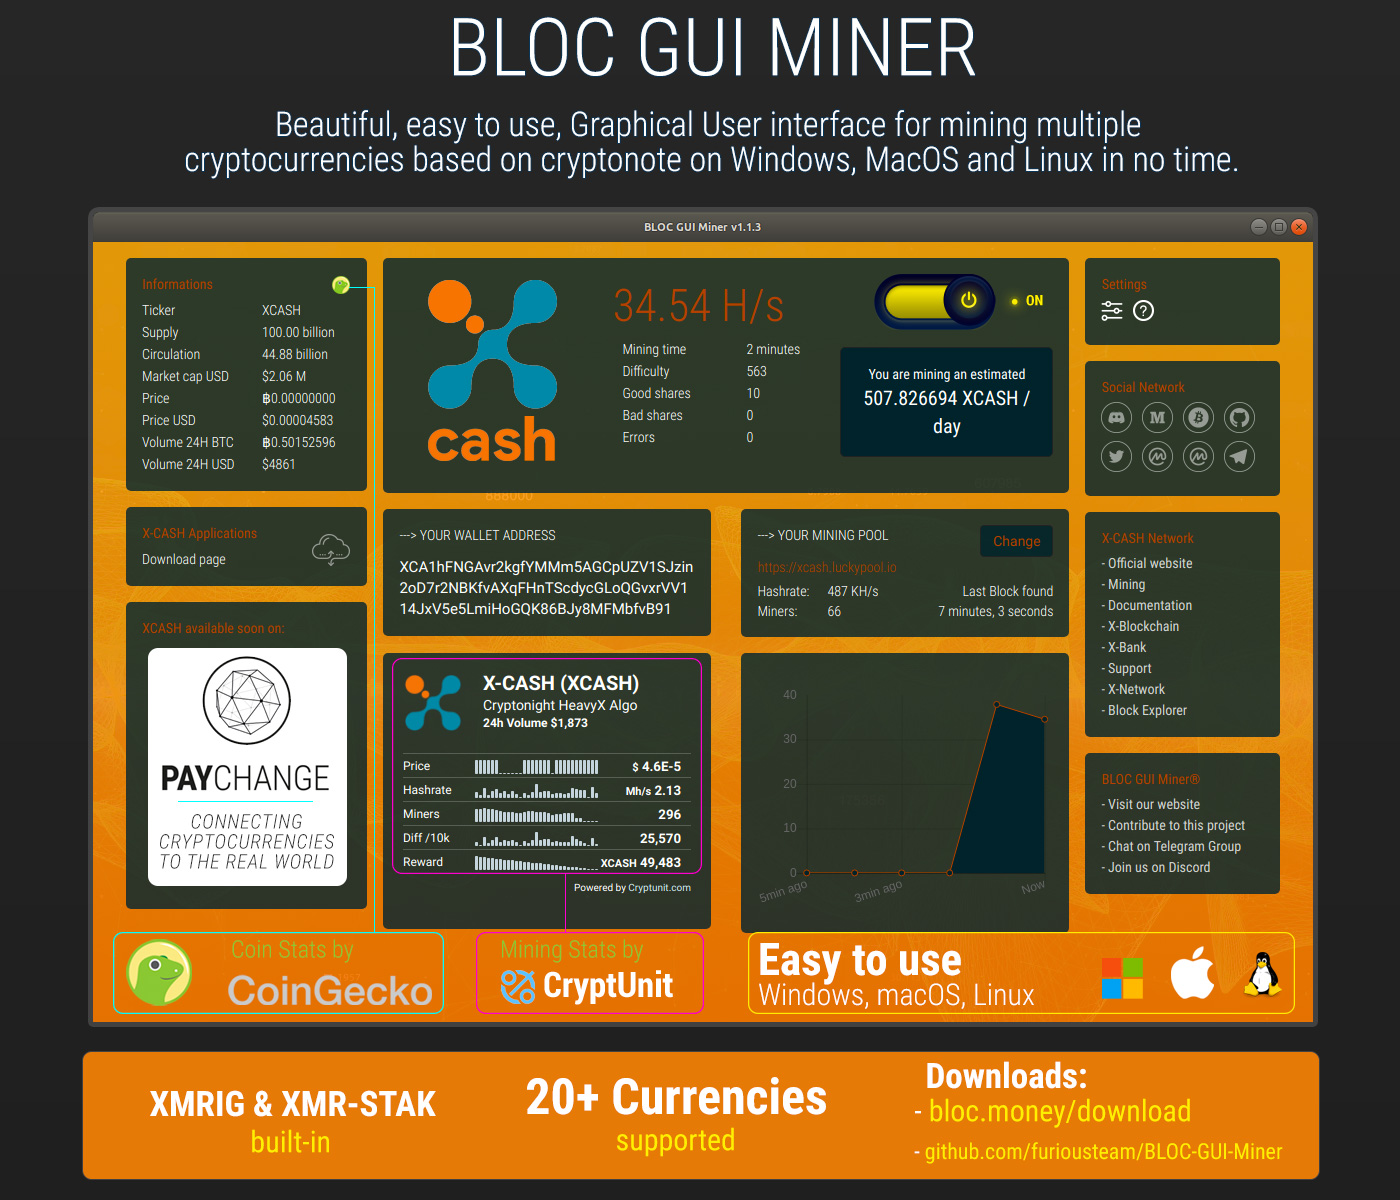 BLOC GUI MINER
Beautiful, easy to use, Graphical User interface for mining multiple
cryptocurrencies based on cryptonote on Windows, MacOS and Linux in no time.
BLOC GUI Miner v1.1.3
Informations
Ticker XCASH
Supply 100.00 billion
Circulation 44.88 billion
Market cap USD $2.06 M
Price ฿0.00000000
Price USD $0.00004583
Volume 24H BTC ฿0.50152596
Volume 24H USD $4861
X-CASH Applications
Download page
XCASH available soon on:
PAYCHANGE
CONNECTING
CRYPTOCURRENCIES
TO THE REAL WORLD
cash
34.54 H/s
Mining time 2 minutes
Difficulty 563
Good shares 10
Bad shares 0
Errors 0
ON
You are mining an estimated
507.826694 XCASH /
day
---> YOUR WALLET ADDRESS
XCA1hFNGAvr2kgfYMMm5AGCpUZV1SJzin
2oD7r2NBKfvAXqFHnTScdycGLoQGvxrVV1
14JxV5e5LmiHoGQK86BJy8MFMbfvB91
---> YOUR MINING POOL
Change
https://xcash.luckypool.io
Hashrate: 487 KH/s Last Block found
Miners: 66 7 minutes, 3 seconds
X-CASH (XCASH)
Cryptonight HeavyX Algo
24h Volume $1,873
Price $ 4.6E-5
Hashrate Mh/s 2.13
Miners 296
Diff /10k 25,570
Reward XCASH 49,483
Powered by Cryptunit.com
40
30
20
10
0
5min ago 3min ago Now
Settings
Social Network
X-CASH Network
- Official website
- Mining
- Documentation
- X-Blockchain
- X-Bank
- Support
- X-Network
- Block Explorer
BLOC GUI Miner®
- Visit our website
- Contribute to this project
- Chat on Telegram Group
- Join us on Discord
Coin Stats by
CoinGecko
Mining Stats by
CryptUnit
Easy to use
Windows, macOS, Linux
XMRIG & XMR-STAK
built-in
20+ Currencies
supported
Downloads:
- bloc.money/download
- github.com/furiousteam/BLOC-GUI-Miner